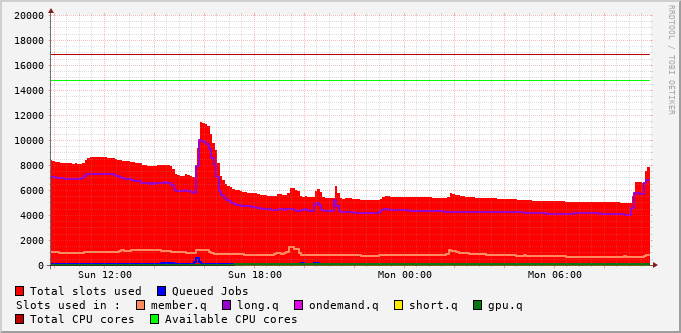 20000
18000
16000
14000
12000
10000
8000
6000
4000
2000
0
Sun 12:00 Sun 18:00 Mon 00:00 Mon 06:00
RRDTOOL / TOBI OETIKER
Total slots used Queued Jobs
Slots used in : member.q long.q ondemand.q short.q gpu.q
Total CPU cores Available CPU cores